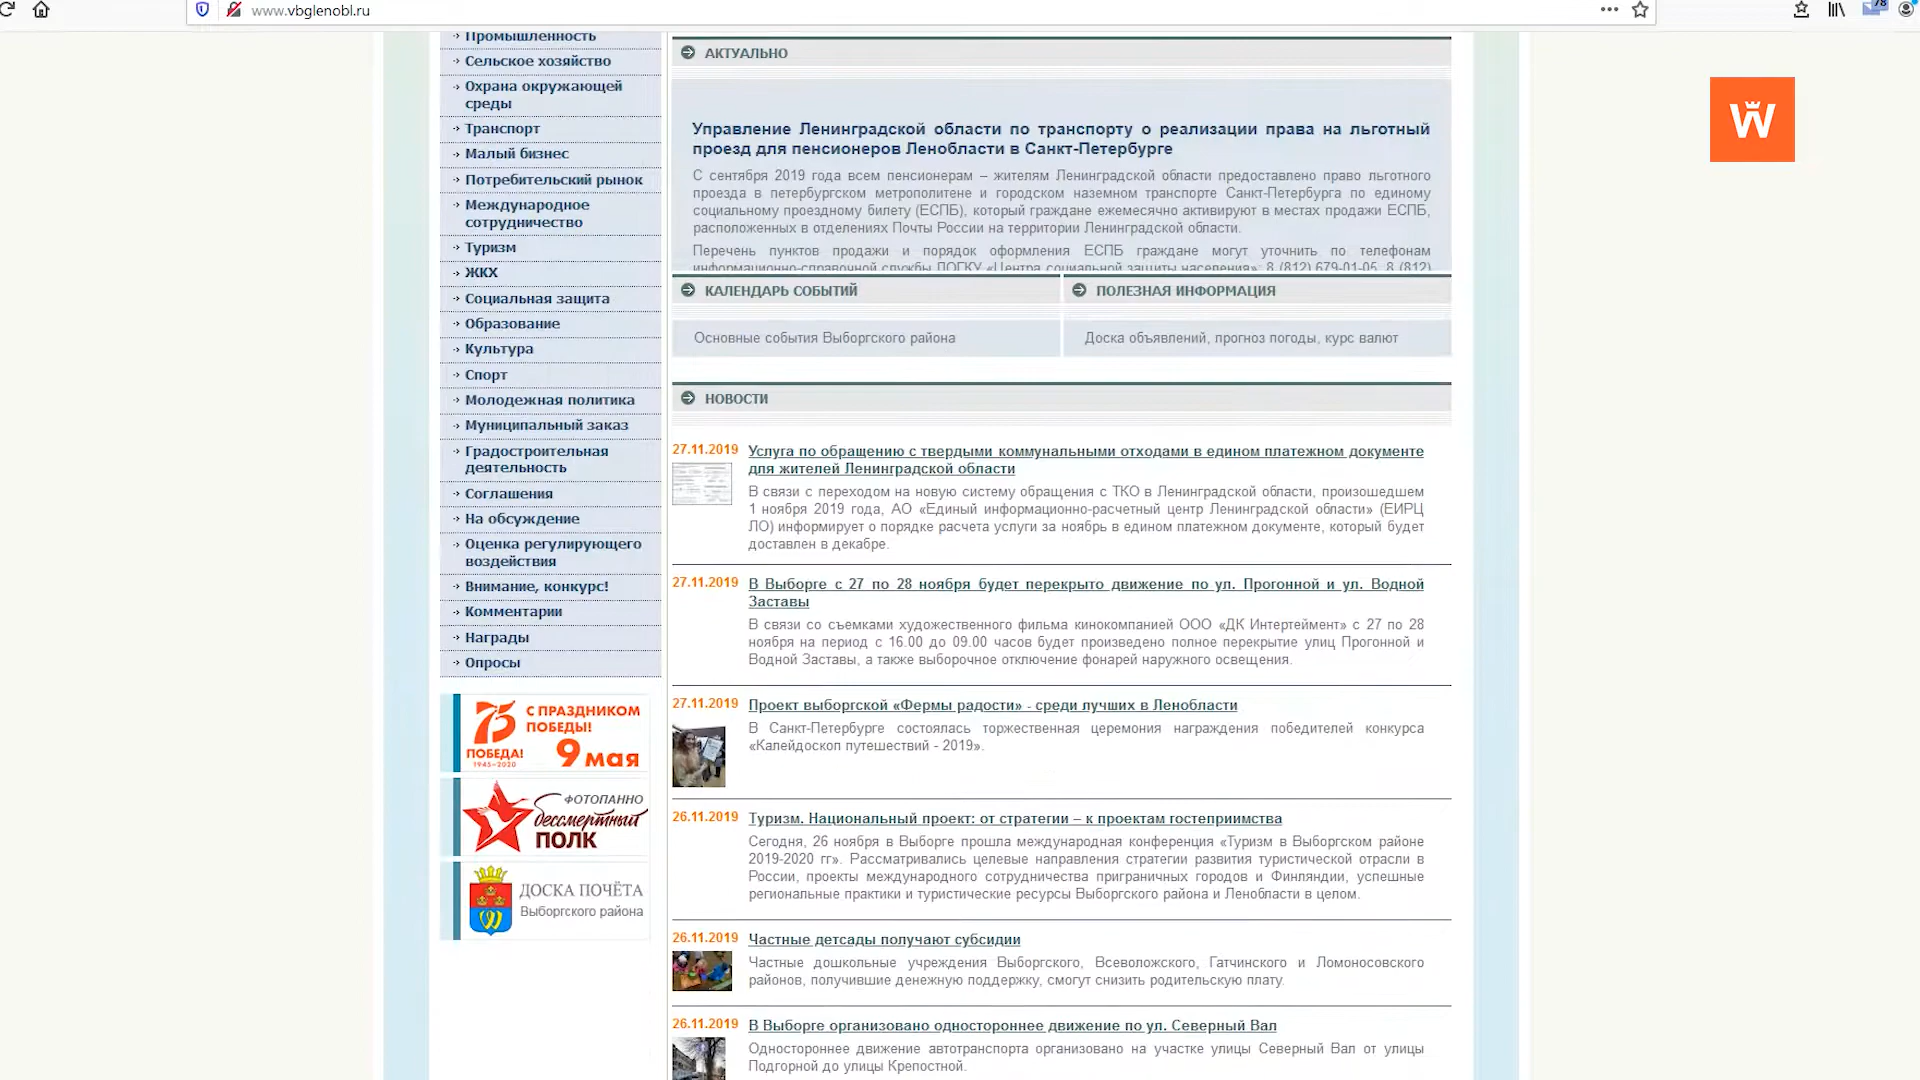 www.vbglenobl.ru
78
W
Промышленность
Сельское хозяйство
Охрана окружающей
среды
Транспорт
Малый бизнес
Потребительский рынок
Международное
сотрудничество
Туризм
ЖКХ
Социальная защита
Образование
Культура
Спорт
Молодежная политика
Муниципальный заказ
Градостроительная
деятельность
Соглашения
На обсуждение
Оценка регулирующего
воздействия
Внимание, конкурс!
Комментарии
Награды
Опросы
75
ПОБЕДА!
1945–2020
С ПРАЗДНИКОМ
ПОБЕДЫ!
9 мая
ФОТОПАННО
бессмертный
ПОЛК
ДОСКА ПОЧЁТА
Выборгского района
АКТУАЛЬНО
Управление Ленинградской области по транспорту о реализации права на льготный
проезд для пенсионеров Ленобласти в Санкт-Петербурге
С сентября 2019 года всем пенсионерам – жителям Ленинградской области предоставлено право льготного
проезда в петербургском метрополитене и городском наземном транспорте Санкт-Петербурга по единому
социальному проездному билету (ЕСПБ), который граждане ежемесячно активируют в местах продажи ЕСПБ,
расположенных в отделениях Почты России на территории Ленинградской области.
Перечень пунктов продажи и порядок оформления ЕСПБ граждане могут уточнить по телефонам
информационно-справочной службы ЛОГКУ «Центра социальной защиты населения»: 8 (812) 679-01-05, 8 (812)
КАЛЕНДАРЬ СОБЫТИЙ
Основные события Выборгского района
ПОЛЕЗНАЯ ИНФОРМАЦИЯ
Доска объявлений, прогноз погоды, курс валют
НОВОСТИ
27.11.2019
Услуга по обращению с твердыми коммунальными отходами в едином платежном документе
для жителей Ленинградской области
В связи с переходом на новую систему обращения с ТКО в Ленинградской области, произошедшем
1 ноября 2019 года, АО «Единый информационно-расчетный центр Ленинградской области» (ЕИРЦ
ЛО) информирует о порядке расчета услуги за ноябрь в едином платежном документе, который будет
доставлен в декабре.
27.11.2019
В Выборге с 27 по 28 ноября будет перекрыто движение по ул. Прогонной и ул. Водной
Заставы
В связи со съемками художественного фильма кинокомпанией ООО «ДК Интертеймент» с 27 по 28
ноября на период с 16.00 до 09.00 часов будет произведено полное перекрытие улиц Прогонной и
Водной Заставы, а также выборочное отключение фонарей наружного освещения.
27.11.2019
Проект выборгской «Фермы радости» - среди лучших в Ленобласти
В Санкт-Петербурге состоялась торжественная церемония награждения победителей конкурса
«Калейдоскоп путешествий - 2019».
26.11.2019
Туризм. Национальный проект: от стратегии – к проектам гостеприимства
Сегодня, 26 ноября в Выборге прошла международная конференция «Туризм в Выборгском районе
2019-2020 гг». Рассматривались целевые направления стратегии развития туристической отрасли в
России, проекты международного сотрудничества приграничных городов и Финляндии, успешные
региональные практики и туристические ресурсы Выборгского района и Ленобласти в целом.
26.11.2019
Частные детсады получают субсидии
Частные дошкольные учреждения Выборгского, Всеволожского, Гатчинского и Ломоносовского
районов, получившие денежную поддержку, смогут снизить родительскую плату.
26.11.2019
В Выборге организовано одностороннее движение по ул. Северный Вал
Одностороннее движение автотранспорта организовано на участке улицы Северный Вал от улицы
Подгорной до улицы Крепостной.